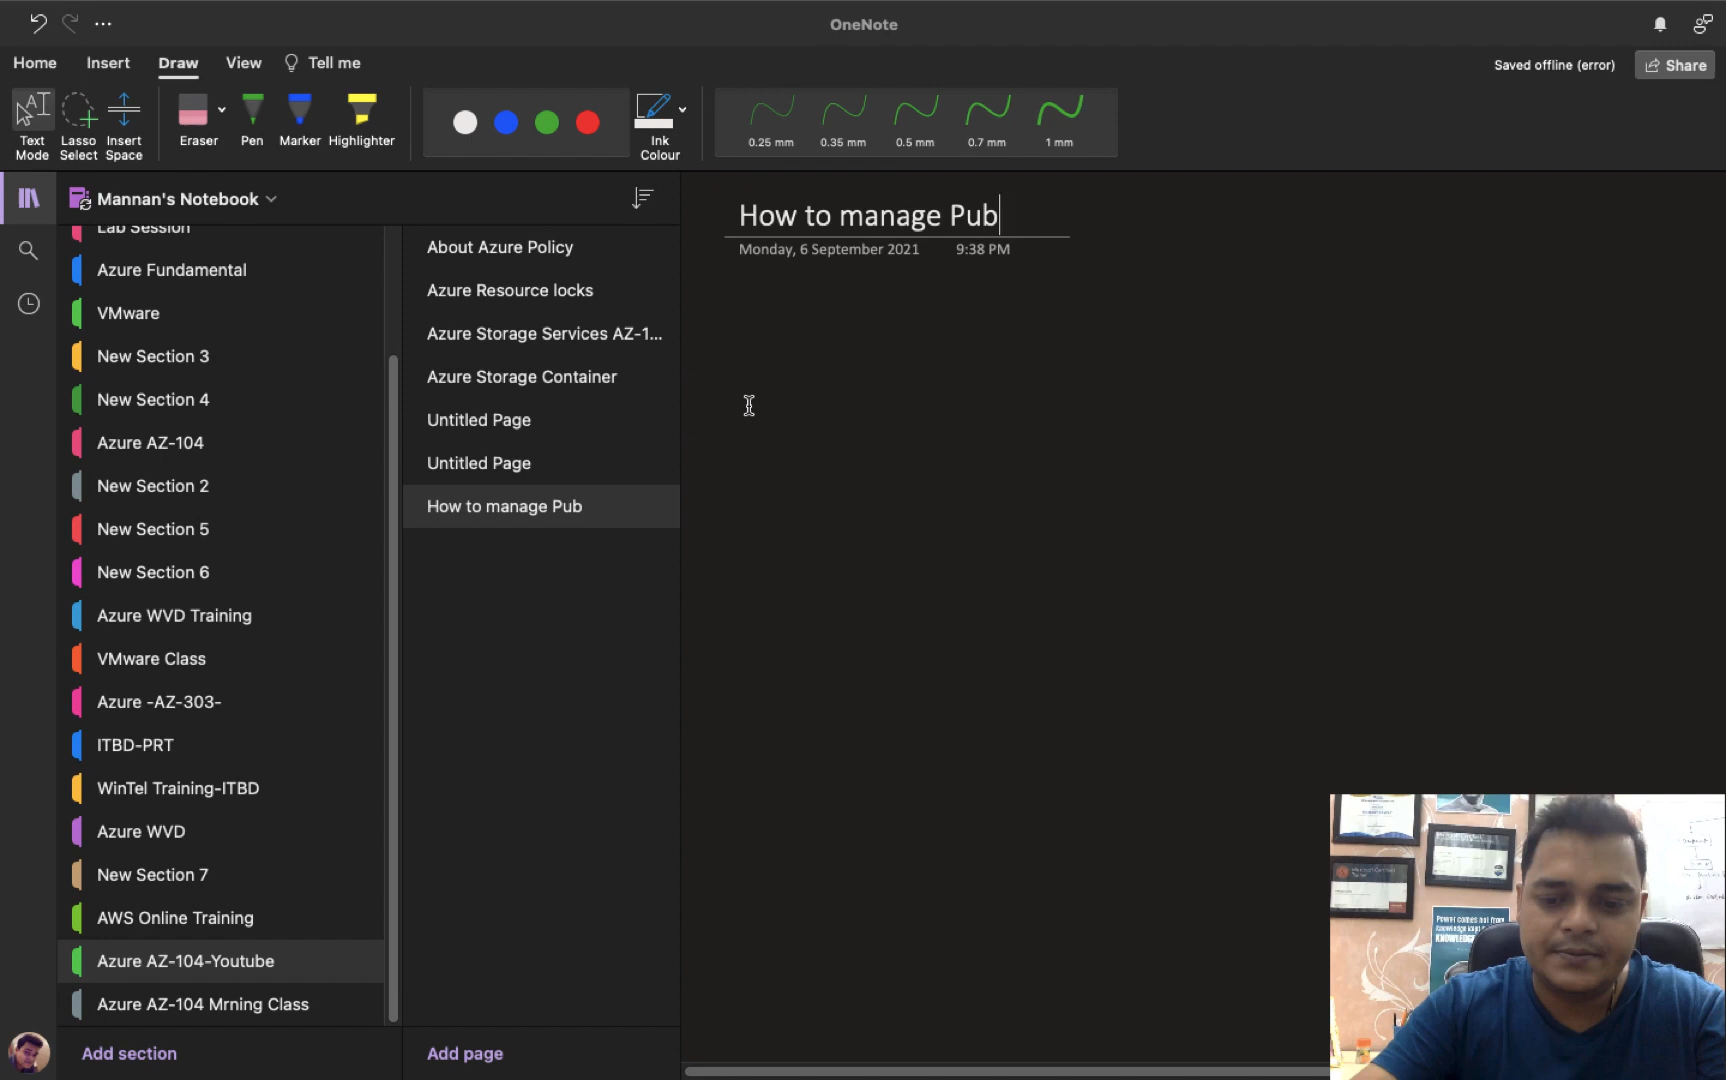 OneNote
Home Insert Draw View Tell me
Saved offline (error) Share
Text Mode
Lasso Select
Insert Space
Eraser
Pen
Marker
Highlighter
Ink Colour
0.25 mm
0.35 mm
0.5 mm
0.7 mm
1 mm
Mannan's Notebook
Lab Session
Azure Fundamental
VMware
New Section 3
New Section 4
Azure AZ-104
New Section 2
New Section 5
New Section 6
Azure WVD Training
VMware Class
Azure -AZ-303-
ITBD-PRT
WinTel Training-ITBD
Azure WVD
New Section 7
AWS Online Training
Azure AZ-104-Youtube
Azure AZ-104 Mrning Class
Add section
About Azure Policy
Azure Resource locks
Azure Storage Services AZ-1...
Azure Storage Container
Untitled Page
Untitled Page
How to manage Pub
Add page
How to manage Pub
Monday, 6 September 2021 9:38 PM
Power comes not from